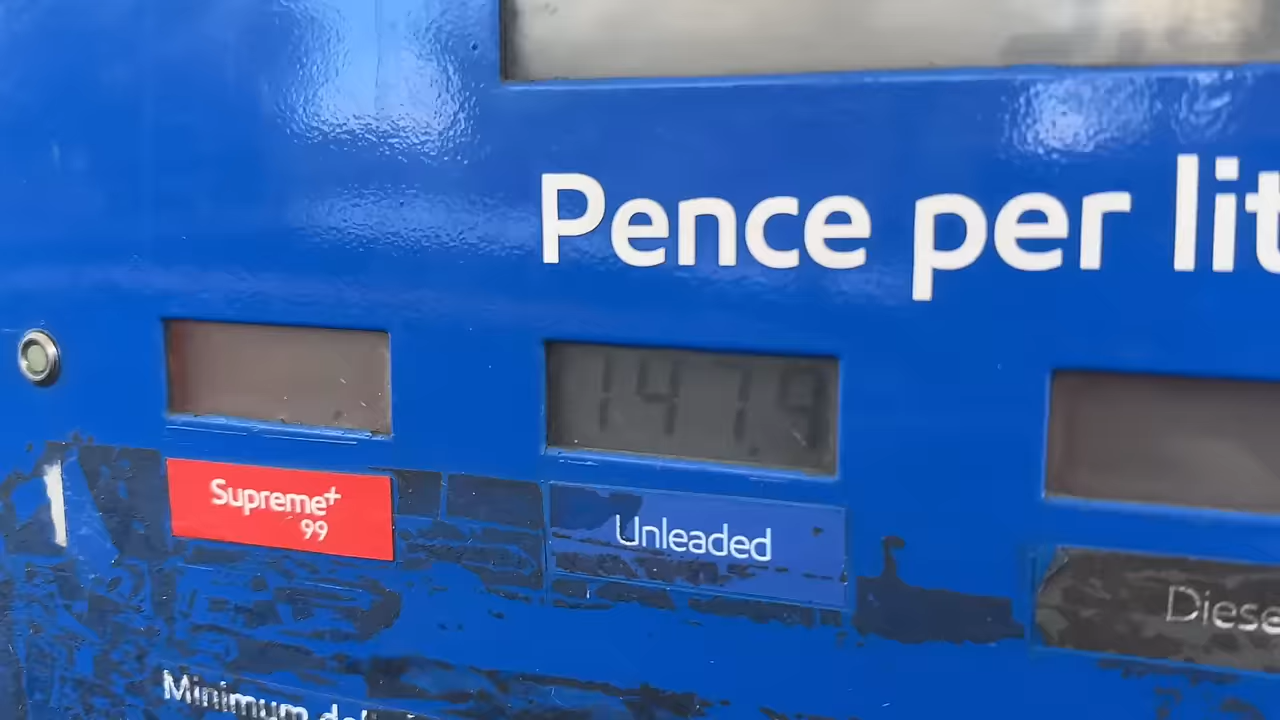 Pence per lit
147.9
Supreme+
99
Unleaded
Diese
Minimum